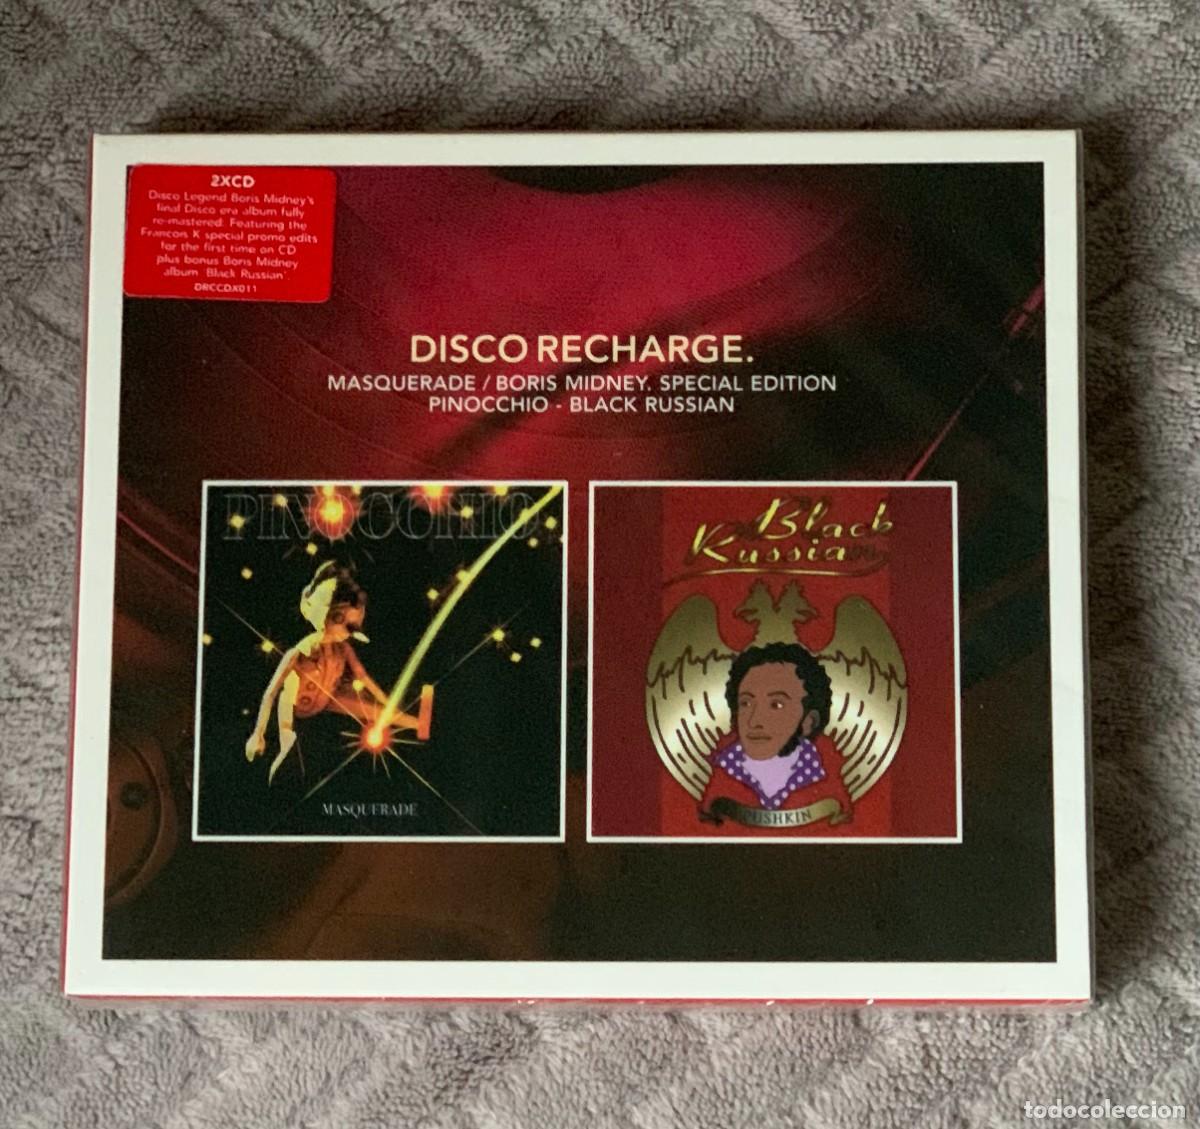 2XCD
Disco Legend Boris Midney's
final Disco era album fully
re-mastered. Featuring the
Francois K special promo edits
for the first time on CD
plus bonus Boris Midney
album 'Black Russian'.
DRCCDX011
DISCO RECHARGE.
MASQUERADE / BORIS MIDNEY. SPECIAL EDITION
PINOCCHIO - BLACK RUSSIAN
PINOCCHIO
MASQUERADE
Black
Russian
PUSHKIN
todocoleccion